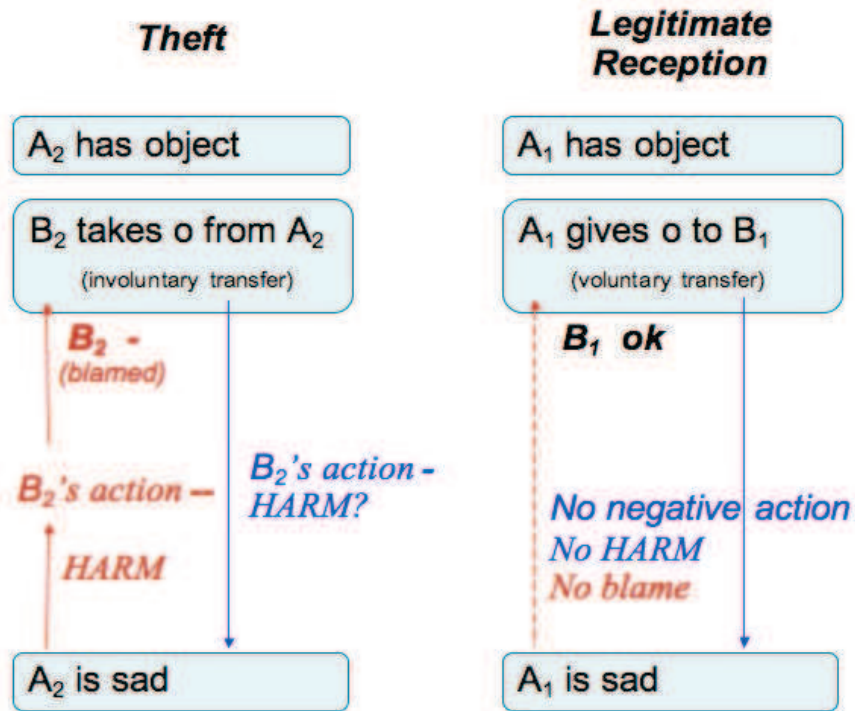 Theft
A₂ has object
B₂ takes o from A₂
(involuntary transfer)
B₂ -
(blamed)
B₂'s action --
HARM
B₂'s action -
HARM?
A₂ is sad
Legitimate
Reception
A₁ has object
A₁ gives o to B₁
(voluntary transfer)
B₁ ok
No negative action
No HARM
No blame
A₁ is sad